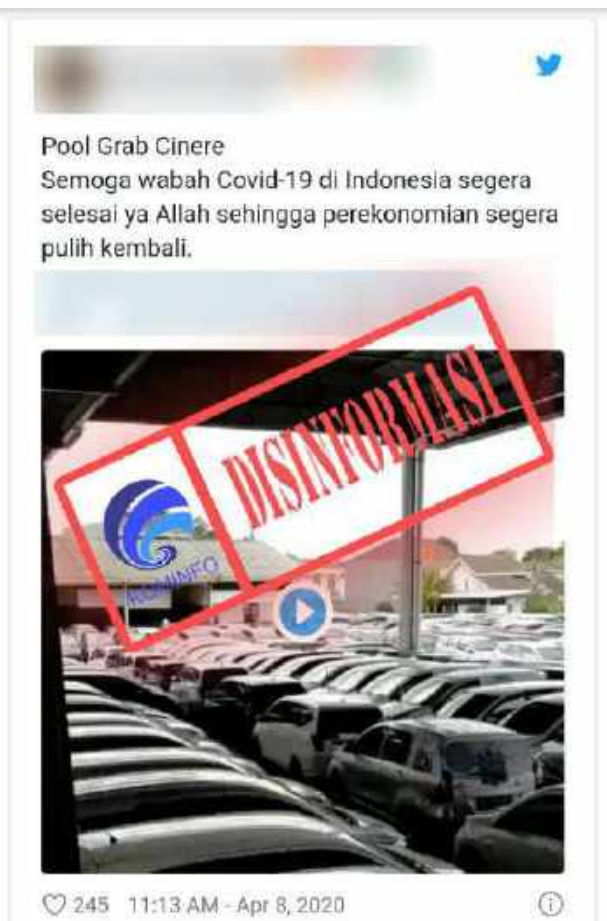 Pool Grab Cinere
Semoga wabah Covid-19 di Indonesia segera
selesai ya Allah sehingga perekonomian segera
pulih kembali.
DISINFORMASI
KOMINFO
245 11:13 AM - Apr 8, 2020